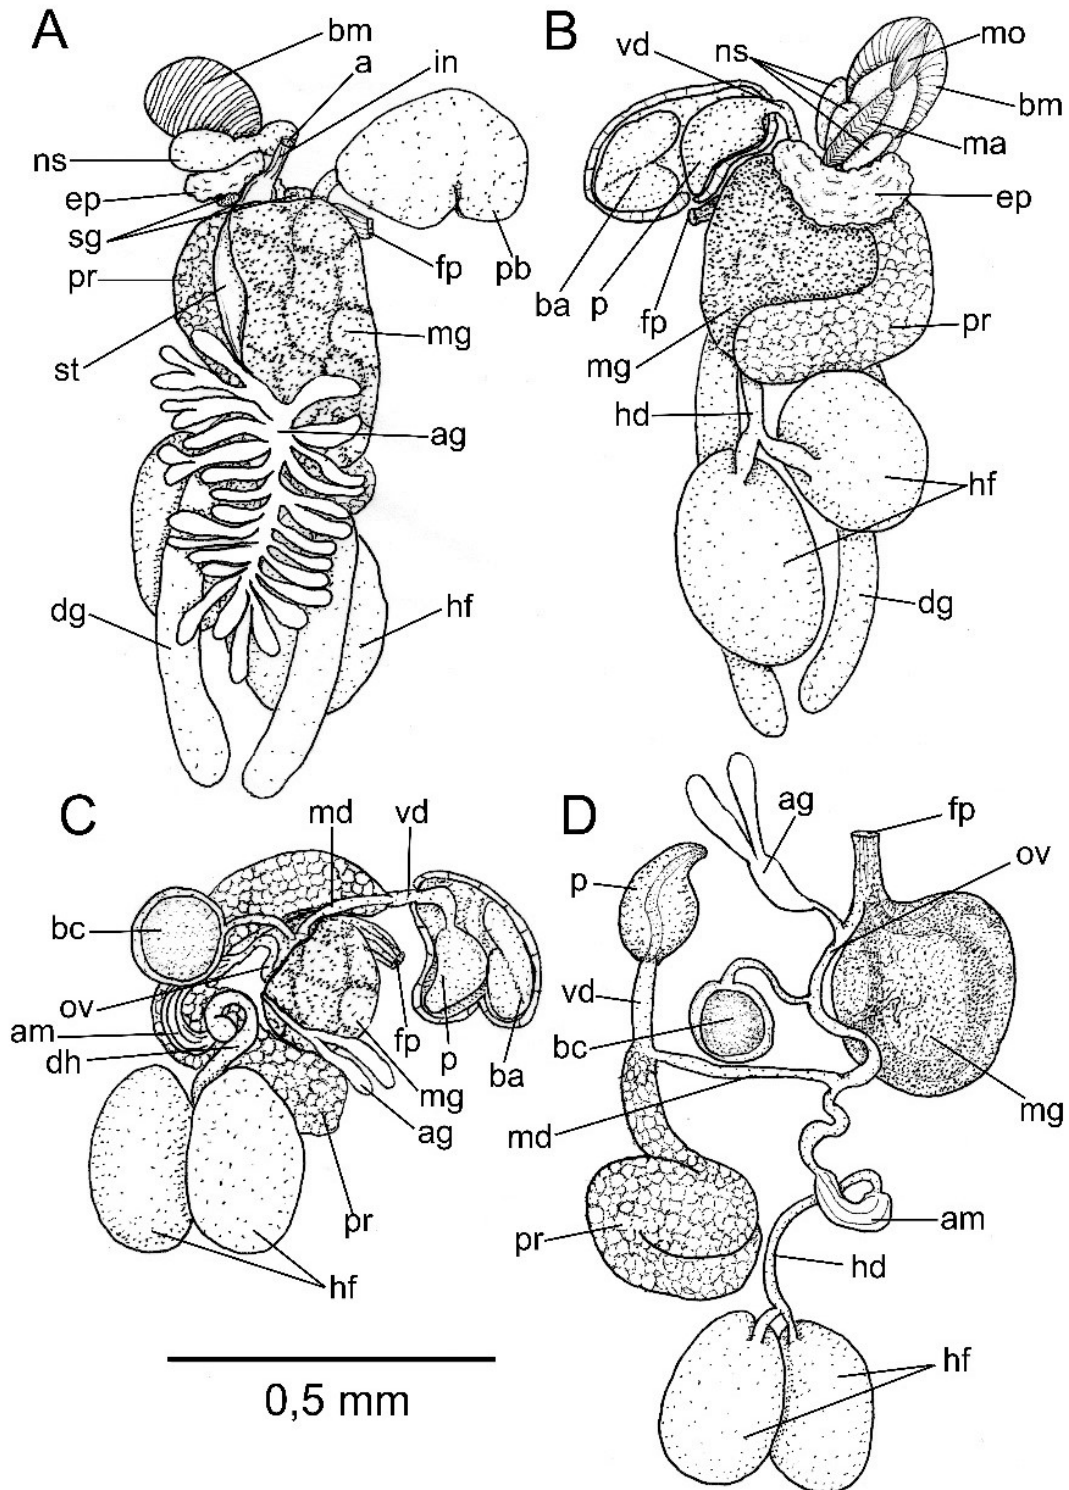 A
bm
a
in
ns
ep
sg
pr
fp
pb
mg
st
ag
dg
hf
B
vd
ns
mo
bm
ma
ep
ba
p
fp
pr
mg
hd
hf
dg
C
md
vd
bc
ov
am
dh
fp
p
ba
mg
ag
pr
hf
0,5 mm
D
ag
fp
p
ov
vd
bc
mg
md
am
pr
hd
hf